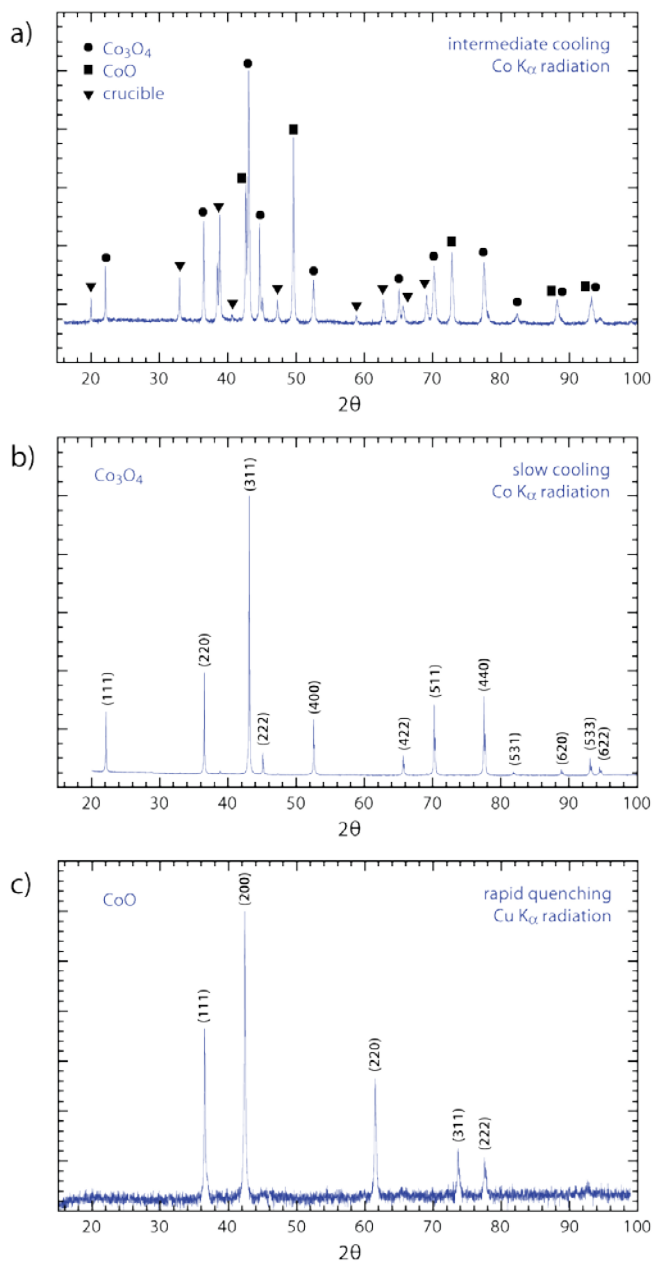 a)
Co₃O₄
CoO
crucible
intermediate cooling
Co Kα radiation
20 30 40 50 60 70 80 90 100
2θ
b)
Co₃O₄
slow cooling
Co Kα radiation
(111)
(220)
(311)
(222)
(400)
(422)
(511)
(440)
(531)
(620)
(533)
(622)
20 30 40 50 60 70 80 90 100
2θ
c)
CoO
rapid quenching
Cu Kα radiation
(111)
(200)
(220)
(311)
(222)
20 30 40 50 60 70 80 90 100
2θ